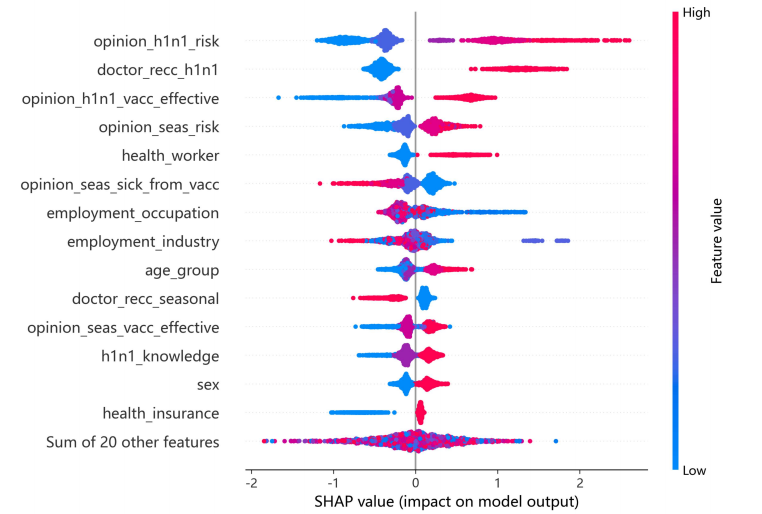 High
opinion_h1n1_risk
doctor_recc_h1n1
opinion_h1n1_vacc_effective
opinion_seas_risk
health_worker
opinion_seas_sick_from_vacc
employment_occupation
employment_industry
age_group
doctor_recc_seasonal
opinion_seas_vacc_effective
h1n1_knowledge
sex
health_insurance
Sum of 20 other features
Feature value
Low
-2 -1 0 1 2
SHAP value (impact on model output)